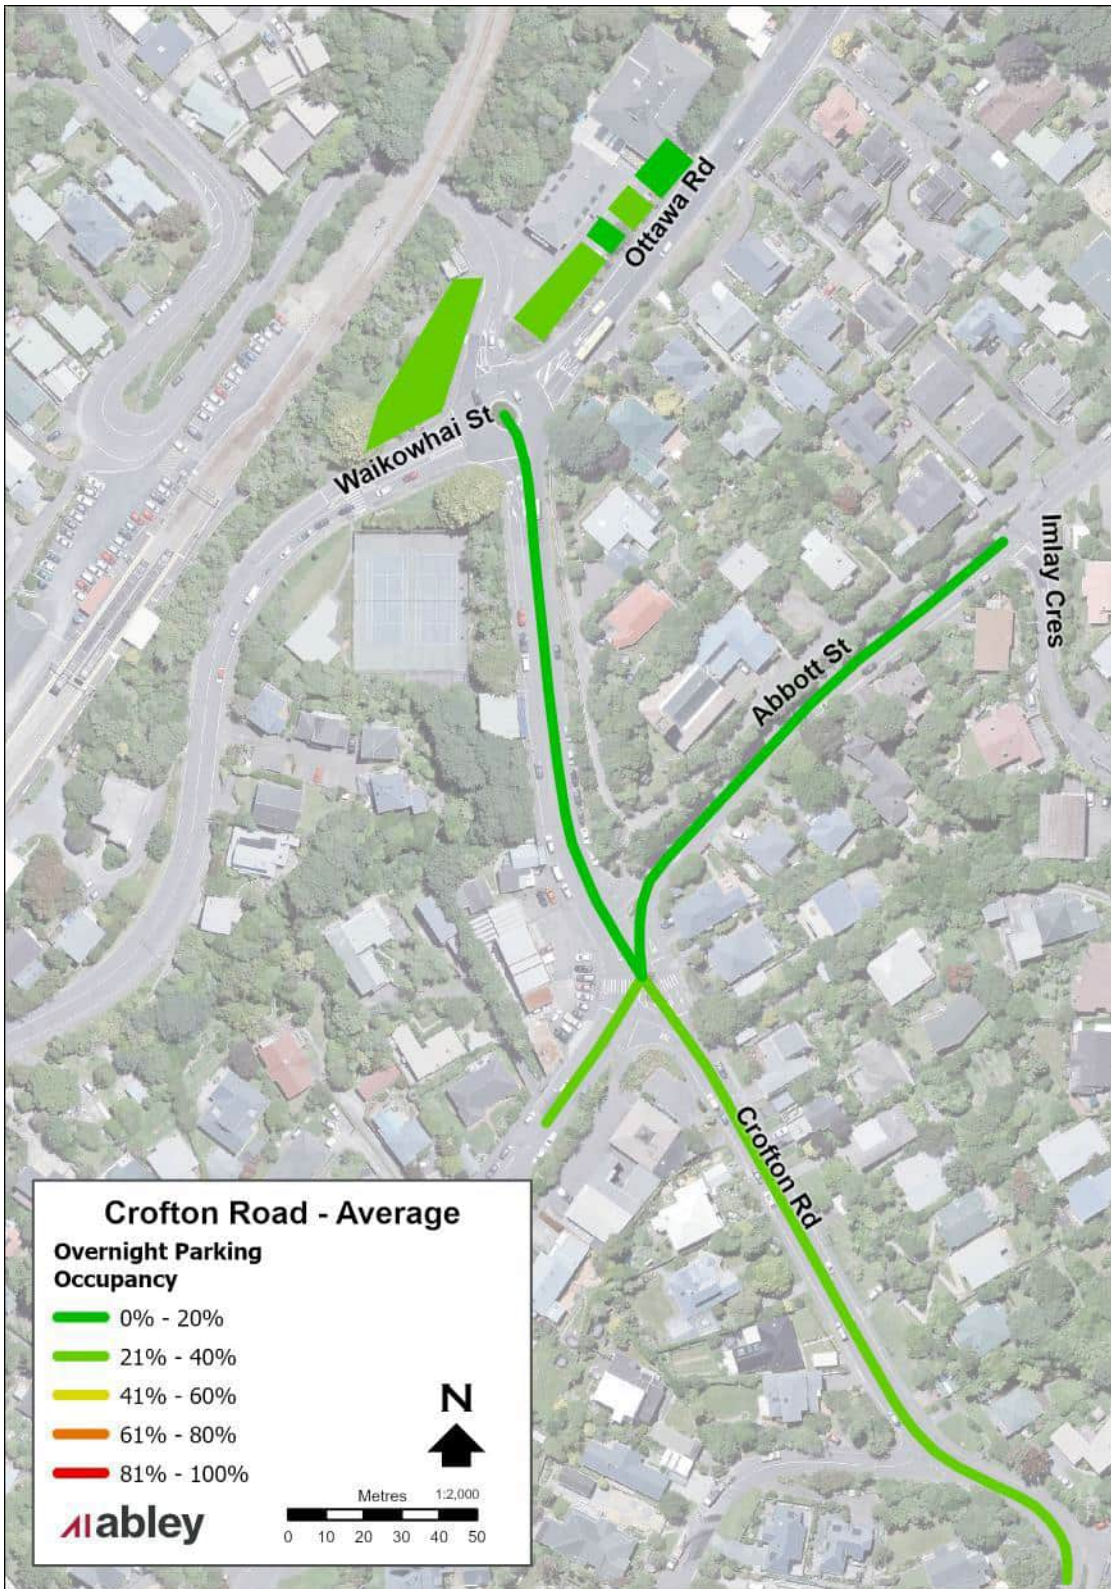 Ottawa Rd
Waikowhai St
Imlay Cres
Abbott St
Crofton Rd
Crofton Road - Average
Overnight Parking
Occupancy
0% - 20%
21% - 40%
41% - 60%
61% - 80%
81% - 100%
N
Metres 1:2,000
0 10 20 30 40 50
abley